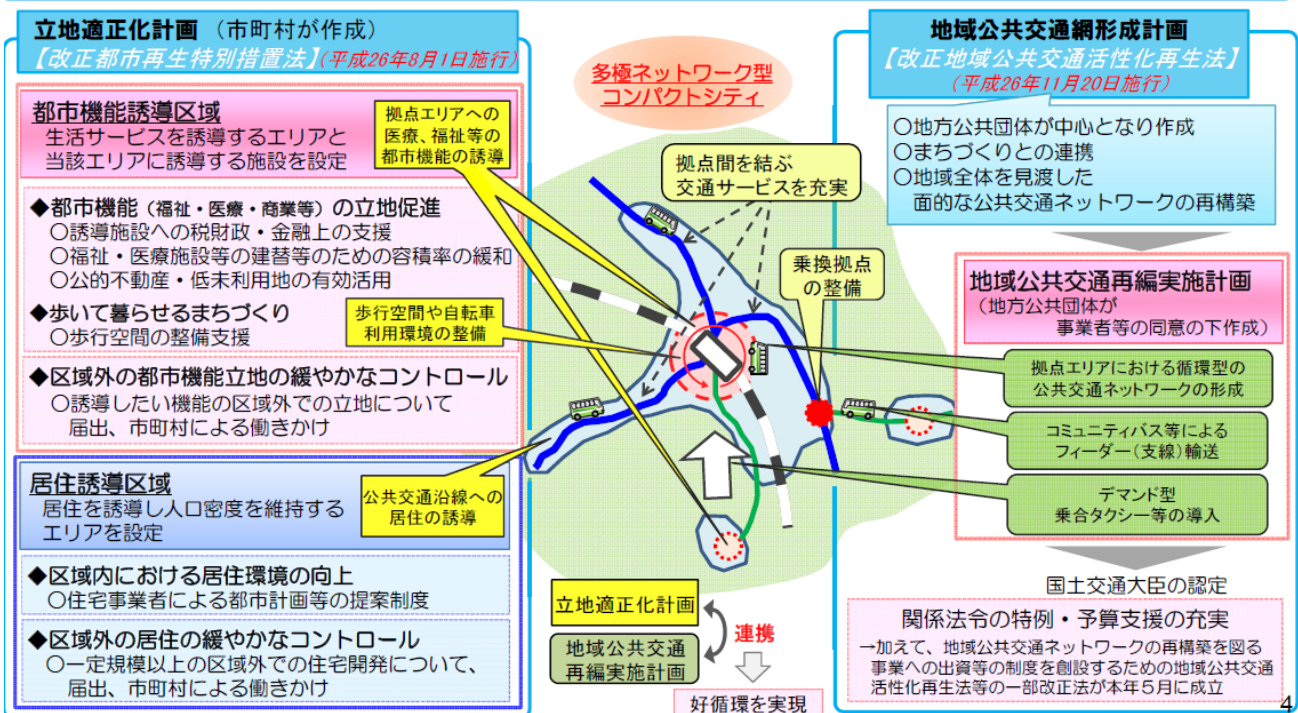 立地適正化計画（市町村が作成）
【改正都市再生特別措置法】(平成26年8月1日施行)
都市機能誘導区域
生活サービスを誘導するエリアと
当該エリアに誘導する施設を設定
◆都市機能（福祉・医療・商業等）の立地促進
○誘導施設への税財政・金融上の支援
○福祉・医療施設等の建替等のための容積率の緩和
○公的不動産・低未利用地の有効活用
◆歩いて暮らせるまちづくり
○歩行空間の整備支援
◆区域外の都市機能立地の緩やかなコントロール
○誘導したい機能の区域外での立地について
届出、市町村による働きかけ
居住誘導区域
居住を誘導し人口密度を維持する
エリアを設定
◆区域内における居住環境の向上
○住宅事業者による都市計画等の提案制度
◆区域外の居住の緩やかなコントロール
○一定規模以上の区域外での住宅開発について、
届出、市町村による働きかけ
拠点エリアへの
医療、福祉等の
都市機能の誘導
歩行空間や自転車
利用環境の整備
公共交通沿線への
居住の誘導
多極ネットワーク型
コンパクトシティ
拠点間を結ぶ
交通サービスを充実
乗換拠点
の整備
立地適正化計画
地域公共交通
再編実施計画
連携
好循環を実現
地域公共交通網形成計画
【改正地域公共交通活性化再生法】
(平成26年11月20日施行)
○地方公共団体が中心となり作成
○まちづくりとの連携
○地域全体を見渡した
面的な公共交通ネットワークの再構築
地域公共交通再編実施計画
（地方公共団体が
事業者等の同意の下作成）
拠点エリアにおける循環型の
公共交通ネットワークの形成
コミュニティバス等による
フィーダー（支線）輸送
デマンド型
乗合タクシー等の導入
国土交通大臣の認定
関係法令の特例・予算支援の充実
→加えて、地域公共交通ネットワークの再構築を図る
事業への出資等の制度を創設するための地域公共交通
活性化再生法等の一部改正法が本年５月に成立
4